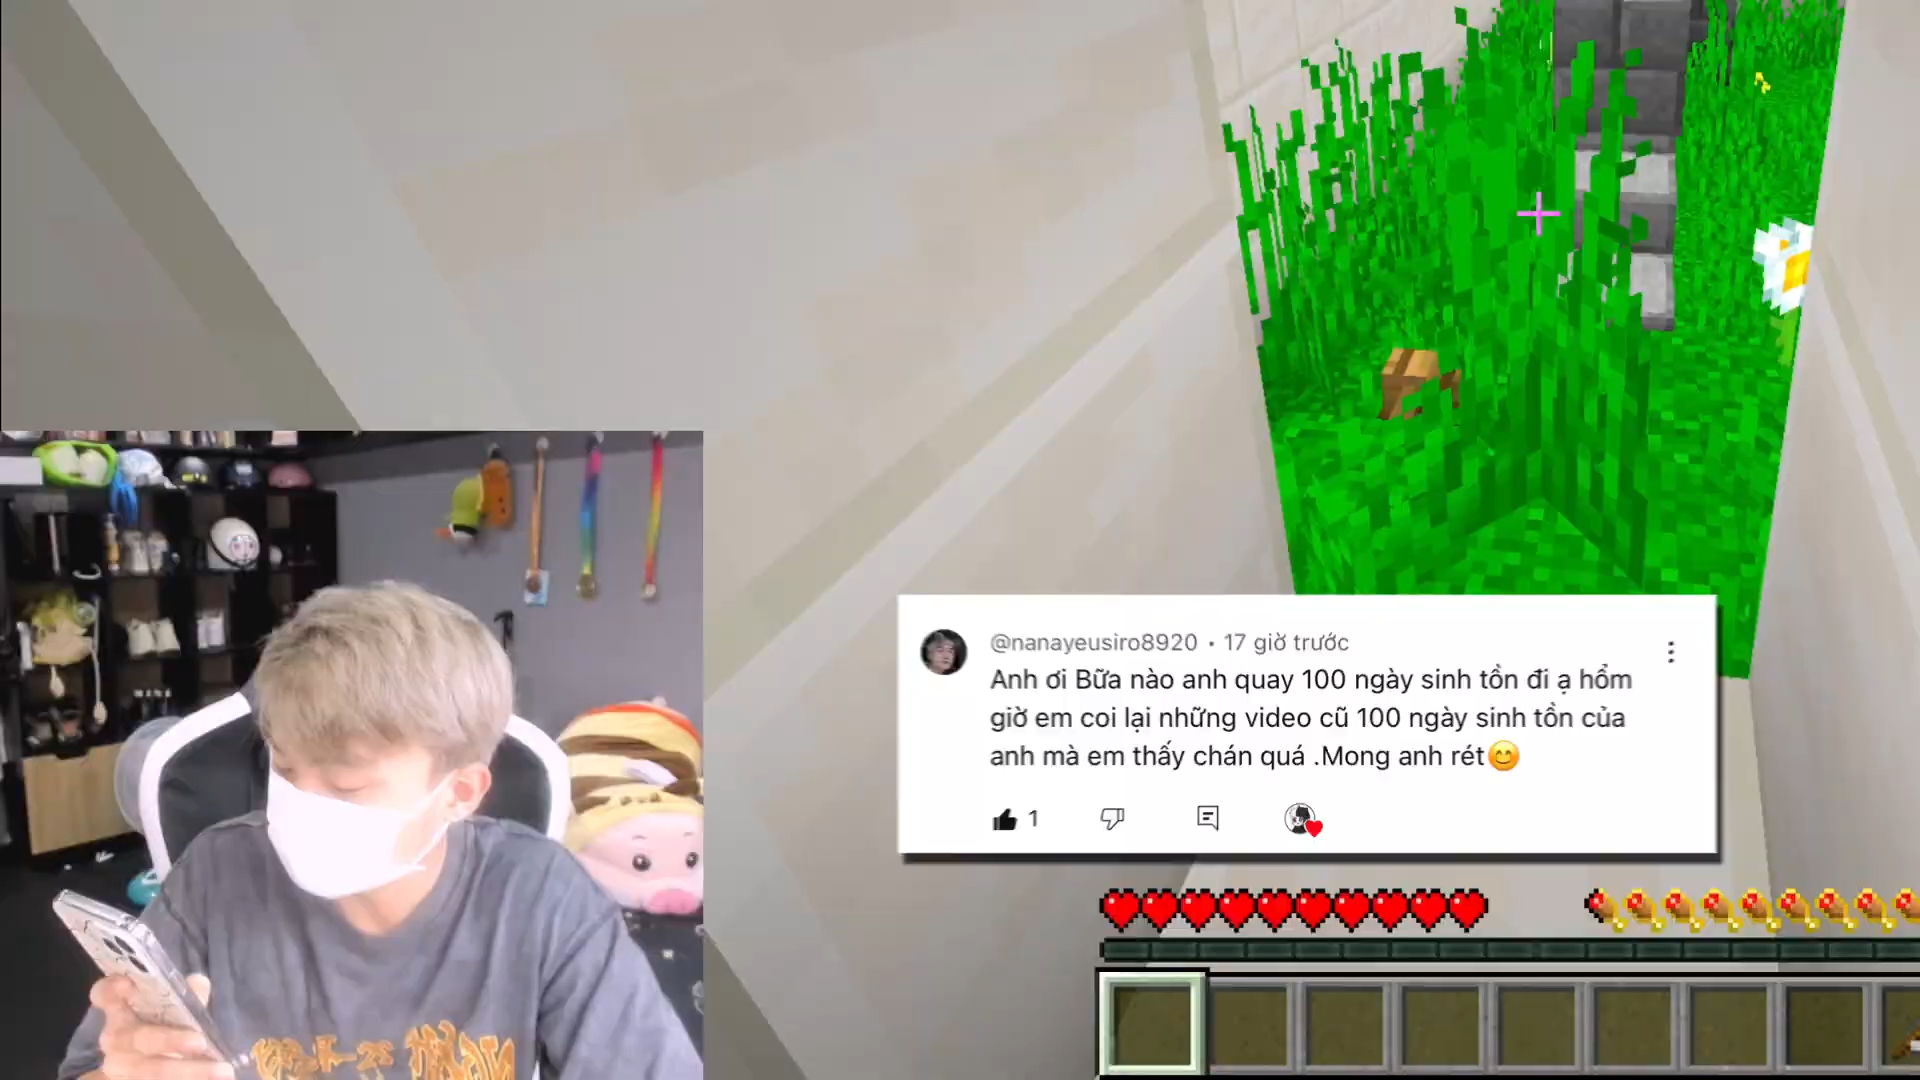 @nanayeusiro8920 • 17 giờ trước
Anh ơi Bữa nào anh quay 100 ngày sinh tồn đi ạ hổm
giờ em coi lại những video cũ 100 ngày sinh tồn của
anh mà em thấy chán quá .Mong anh rét😊
1